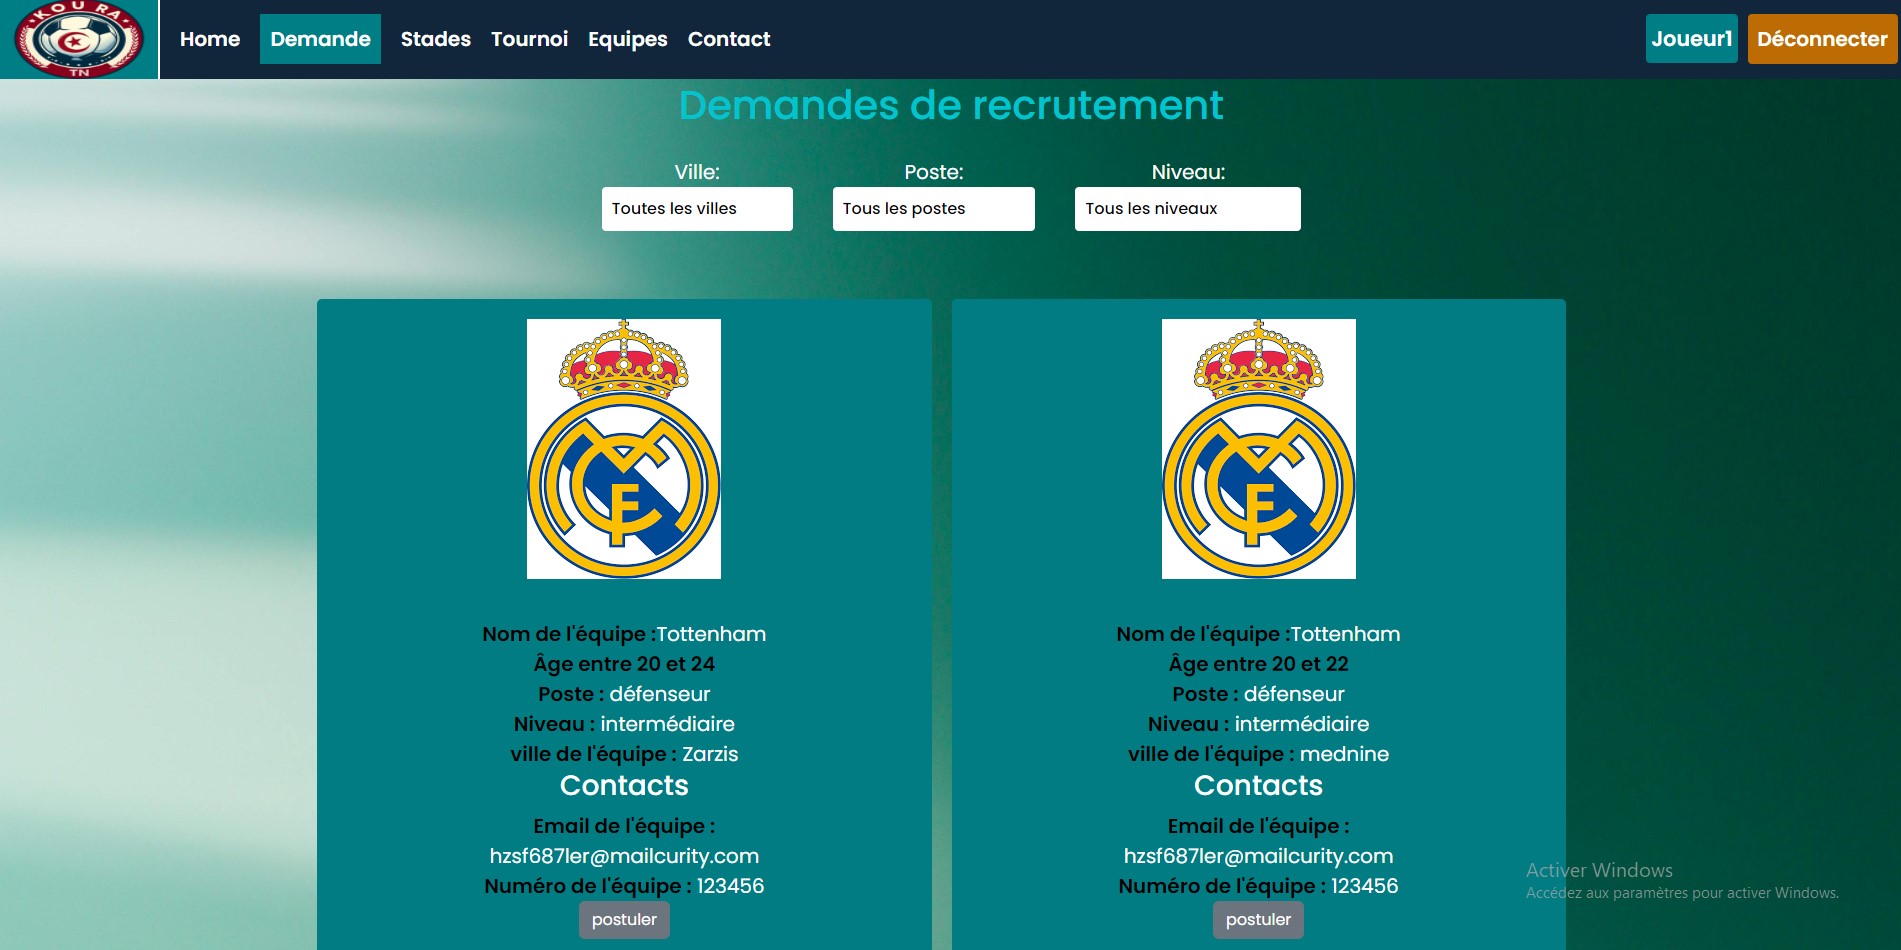 KOURA
TN
Home Demande Stades Tournoi Equipes Contact Joueur1 Déconnecter
Demandes de recrutement
Ville: Poste: Niveau:
Toutes les villes Tous les postes Tous les niveaux
Nom de l'équipe :Tottenham
Âge entre 20 et 24
Poste : défenseur
Niveau : intermédiaire
ville de l'équipe : Zarzis
Contacts
Email de l'équipe :
hzsf687ler@mailcurity.com
Numéro de l'équipe : 123456
postuler
Nom de l'équipe :Tottenham
Âge entre 20 et 22
Poste : défenseur
Niveau : intermédiaire
ville de l'équipe : mednine
Contacts
Email de l'équipe :
hzsf687ler@mailcurity.com
Numéro de l'équipe : 123456
postuler
Activer Windows
Accédez aux paramètres pour activer Windows.